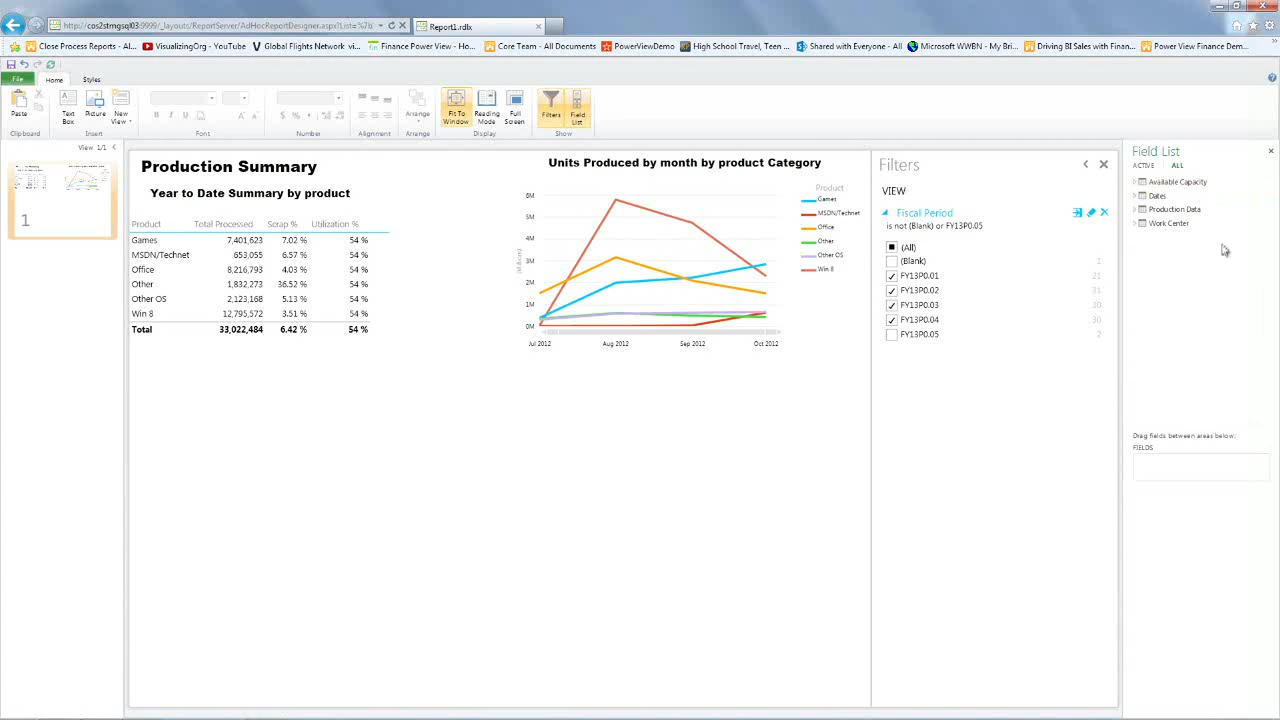 http://cos2stmgsql03:9999/_layouts/ReportServer/AdHocReportDesigner.aspx?List=%7b
Report1.rdlx
Close Process Reports - Al...
VisualizingOrg - YouTube
Global Flights Network vi...
Finance Power View - Ho...
Core Team - All Documents
PowerViewDemo
High School Travel, Teen ...
Shared with Everyone - All
Microsoft WWBN - My Bri...
Driving BI Sales with Finan...
Power View Finance Dem...
File Home Styles
Paste
Text Box
Picture
New View
Arrange
Fit To Window
Reading Mode
Full Screen
Filters
Field List
Clipboard Insert Font Number Alignment Arrange Display Show
View 1/1
1
Production Summary
Year to Date Summary by product
Product Total Processed Scrap % Utilization %
Games 7,401,623 7.02 % 54 %
MSDN/Technet 653,055 6.57 % 54 %
Office 8,216,793 4.03 % 54 %
Other 1,832,273 36.52 % 54 %
Other OS 2,123,168 5.13 % 54 %
Win 8 12,795,572 3.51 % 54 %
Total 33,022,484 6.42 % 54 %
Units Produced by month by product Category
6M
5M
4M
3M
2M
1M
0M
(Millions)
Jul 2012 Aug 2012 Sep 2012 Oct 2012
Product
Games
MSDN/Technet
Office
Other
Other OS
Win 8
Filters
VIEW
Fiscal Period
is not (Blank) or FY13P0.05
(All)
(Blank) 1
FY13P0.01 21
FY13P0.02 31
FY13P0.03 30
FY13P0.04 30
FY13P0.05 2
Field List
ACTIVE ALL
Available Capacity
Dates
Production Data
Work Center
Drag fields between areas below:
FIELDS